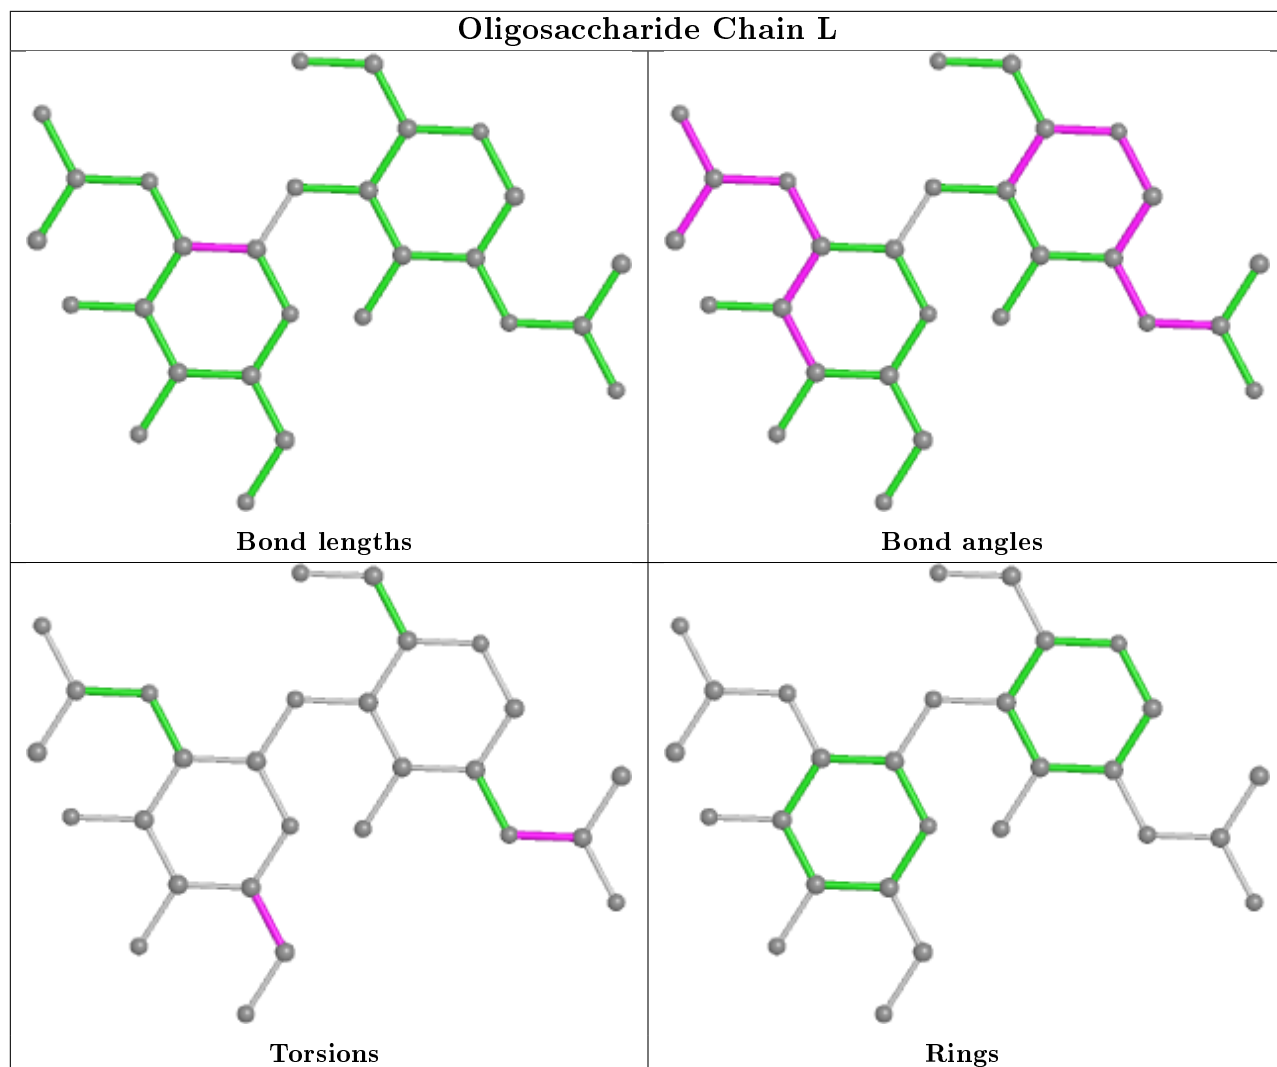 Oligosaccharide Chain L
Bond lengths
Bond angles
Torsions
Rings